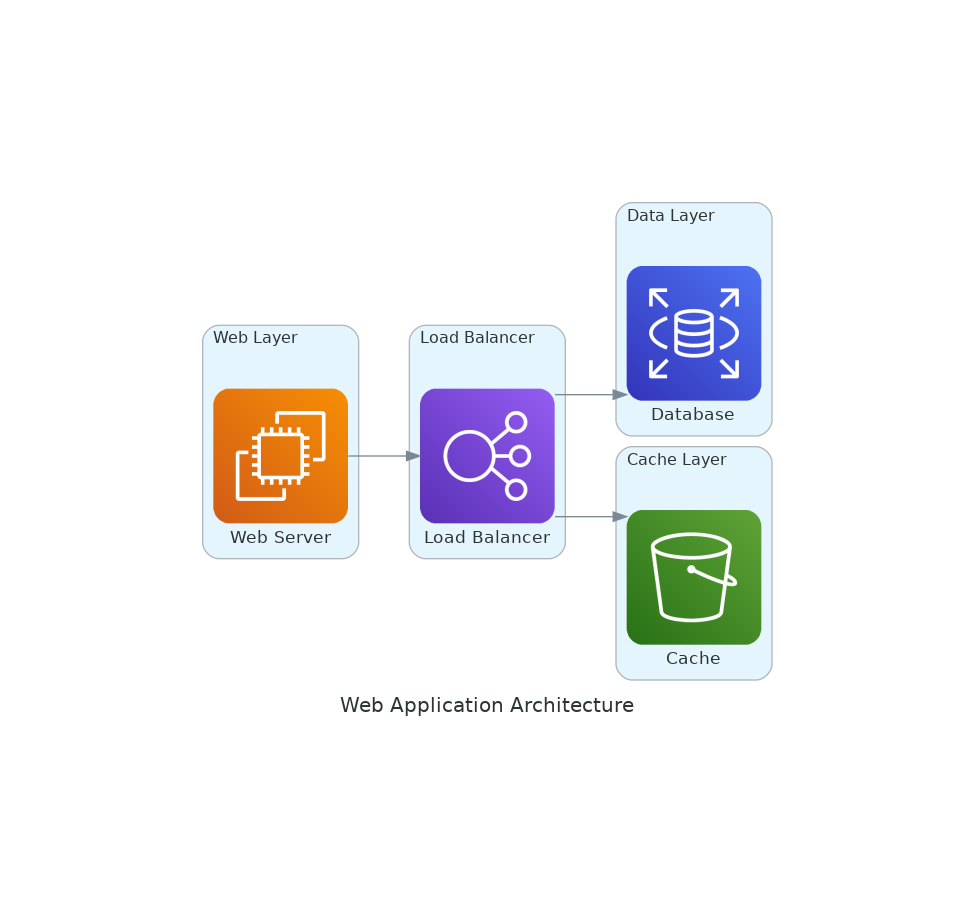 Data Layer
Database
Web Layer
Web Server
Load Balancer
Load Balancer
Cache Layer
Cache
Web Application Architecture